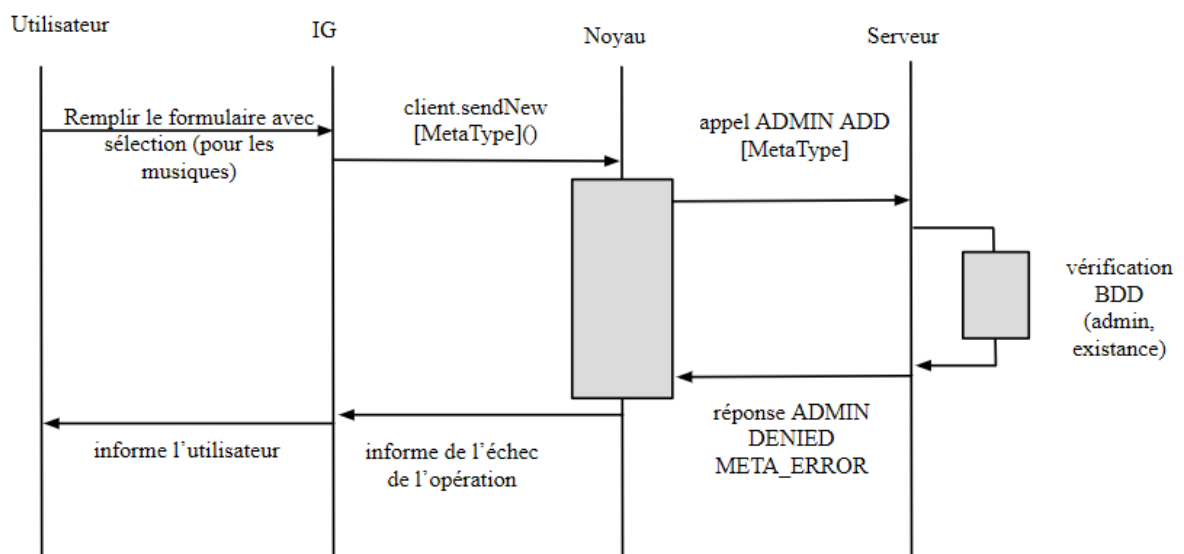 Utilisateur
IG
Noyau
Serveur
Remplir le formulaire avec
sélection (pour les
musiques)
client.sendNew
[MetaType]()
appel ADMIN ADD
[MetaType]
vérification
BDD
(admin,
existance)
réponse ADMIN
DENIED
META_ERROR
informe de l'échec
de l'opération
informe l'utilisateur